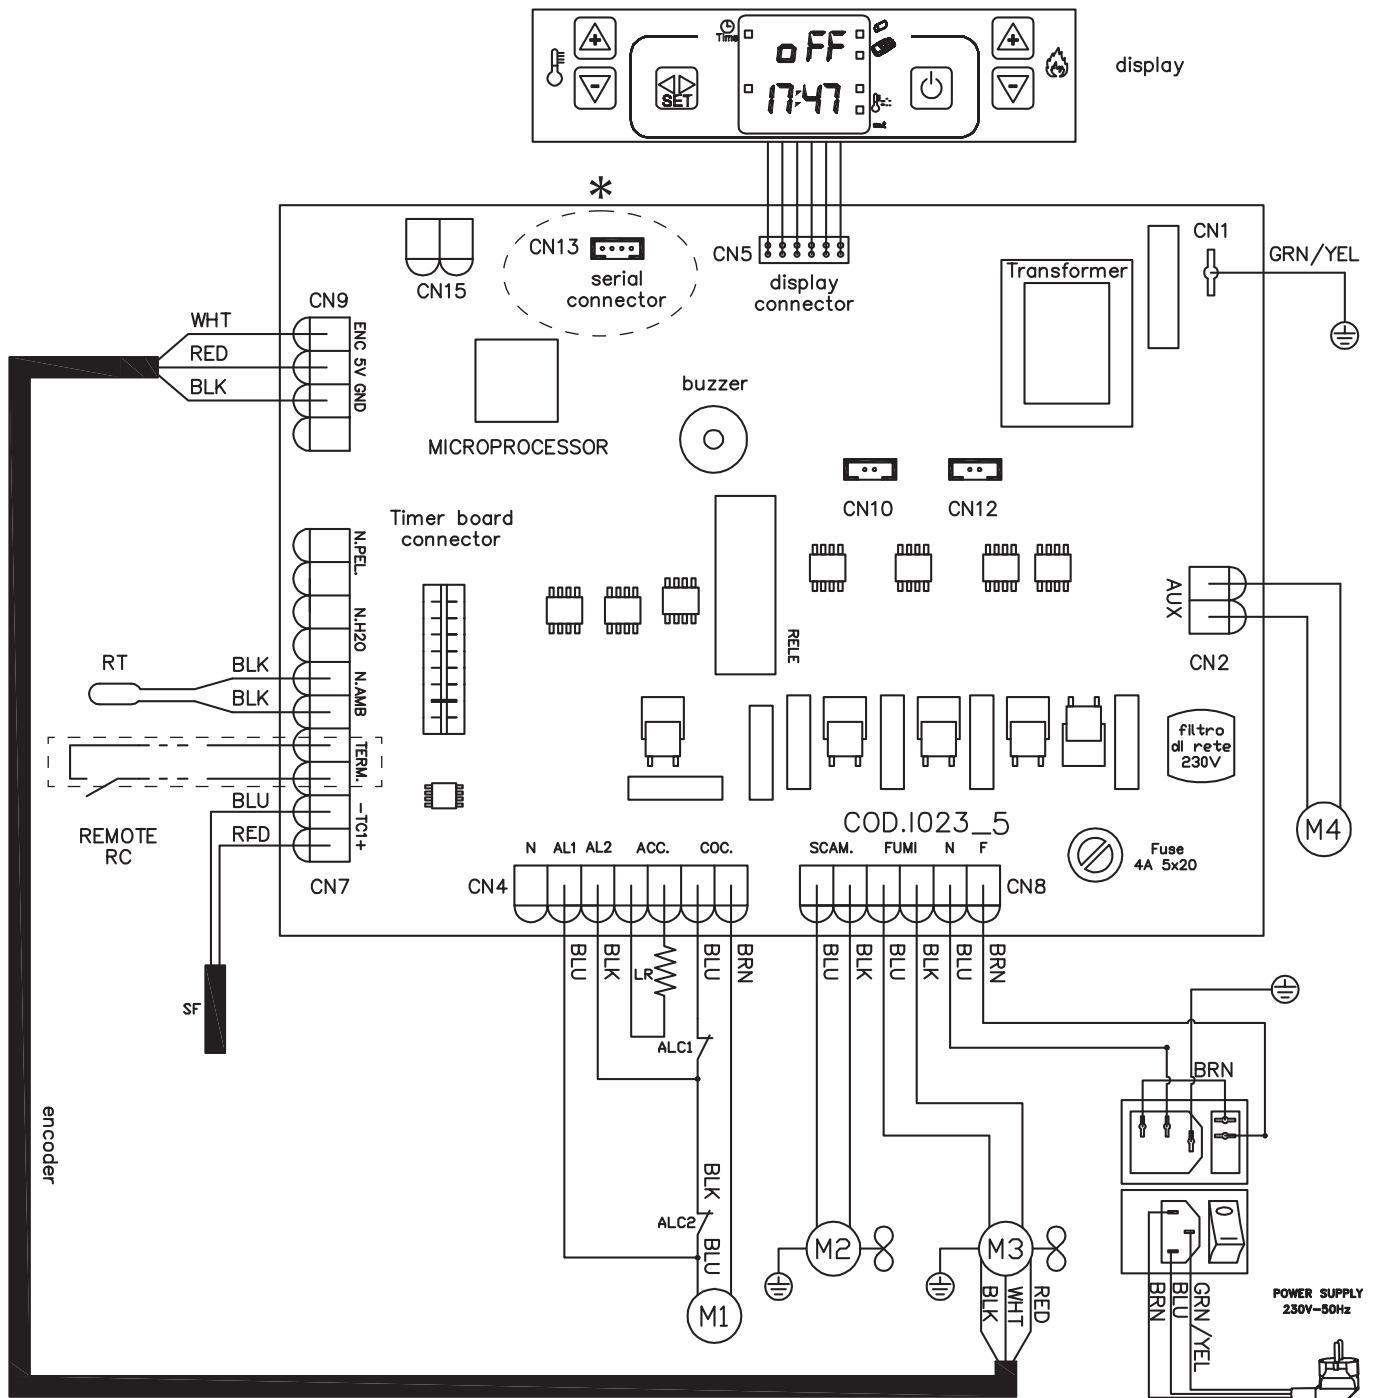 Time
oFF
17:47
SET
display
*
CN13
serial
connector
CN5
display
connector
CN15
Transformer
CN1
GRN/YEL
CN9
WHT
RED
BLK
ENC 5V GND
MICROPROCESSOR
buzzer
CN10
CN12
Timer board
connector
N.PEL.
N.H2O
N.AMB
TERM.
-TC1+
RELE
AUX
CN2
RT
BLK
BLK
BLU
RED
REMOTE
RC
CN7
SF
filtro
di rete
230V
M4
COD.I023_5
Fuse
4A 5x20
N AL1 AL2 ACC. COC.
CN4
SCAM. FUMI N F
CN8
BLU
BLK
LR
BLU
BRN
BLU
BLK
BLU
BLK
BLU
BRN
ALC1
BRN
BLK
ALC2
BLU
M1
M2
M3
BLK
WHT
RED
encoder
BRN
BLU
GRN/YEL
POWER SUPPLY
230V-50Hz